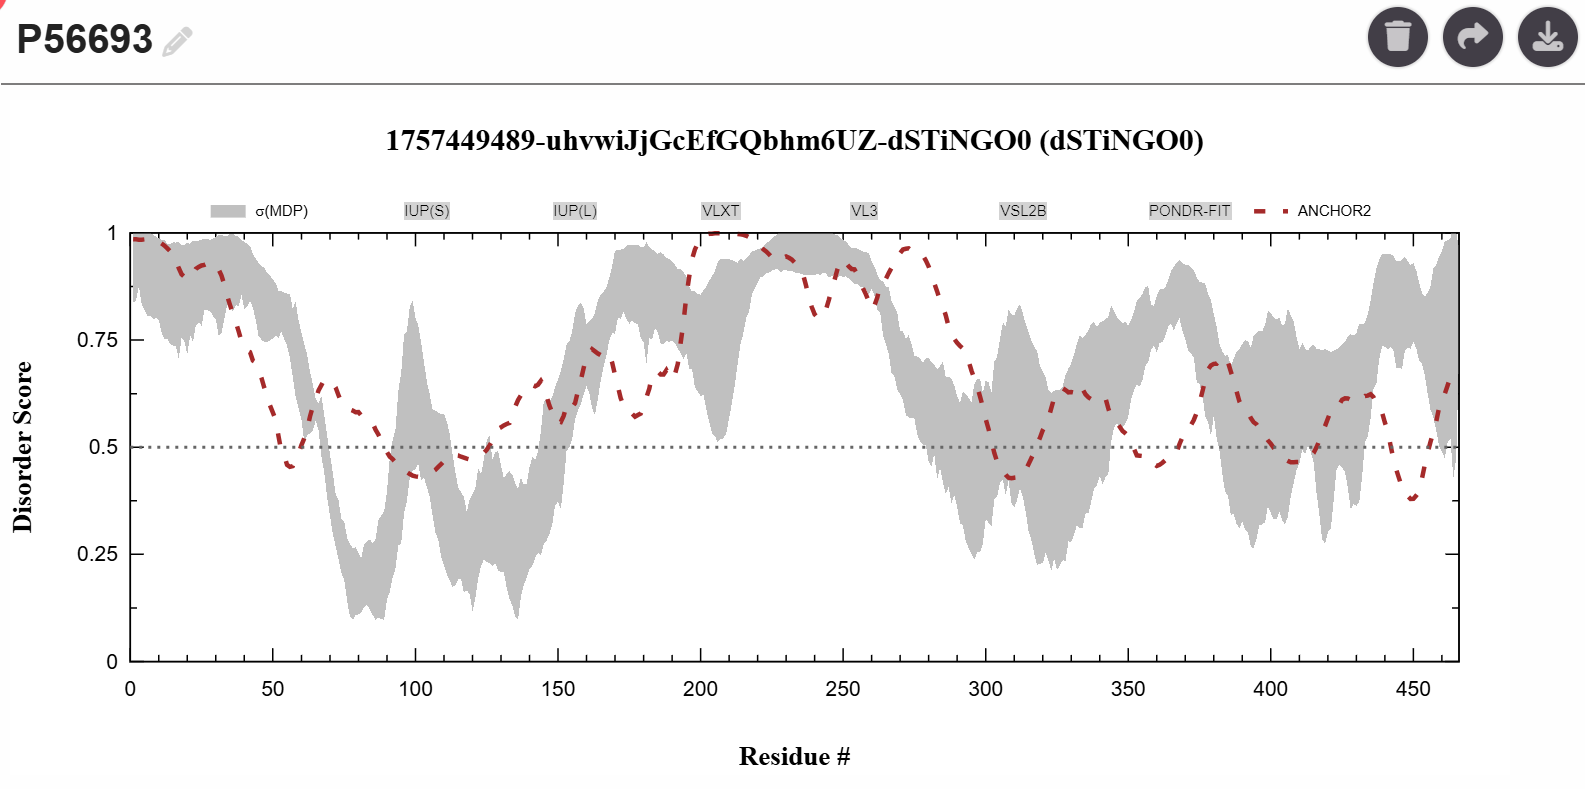 P56693
1757449489-uhvwiJjGcEfGQbhm6UZ-dSTiNGO0 (dSTiNGO0)
σ(MDP) IUP(S) IUP(L) VLXT VL3 VSL2B PONDR-FIT ANCHOR2
1
0.75
0.5
0.25
0
Disorder Score
0 50 100 150 200 250 300 350 400 450
Residue #